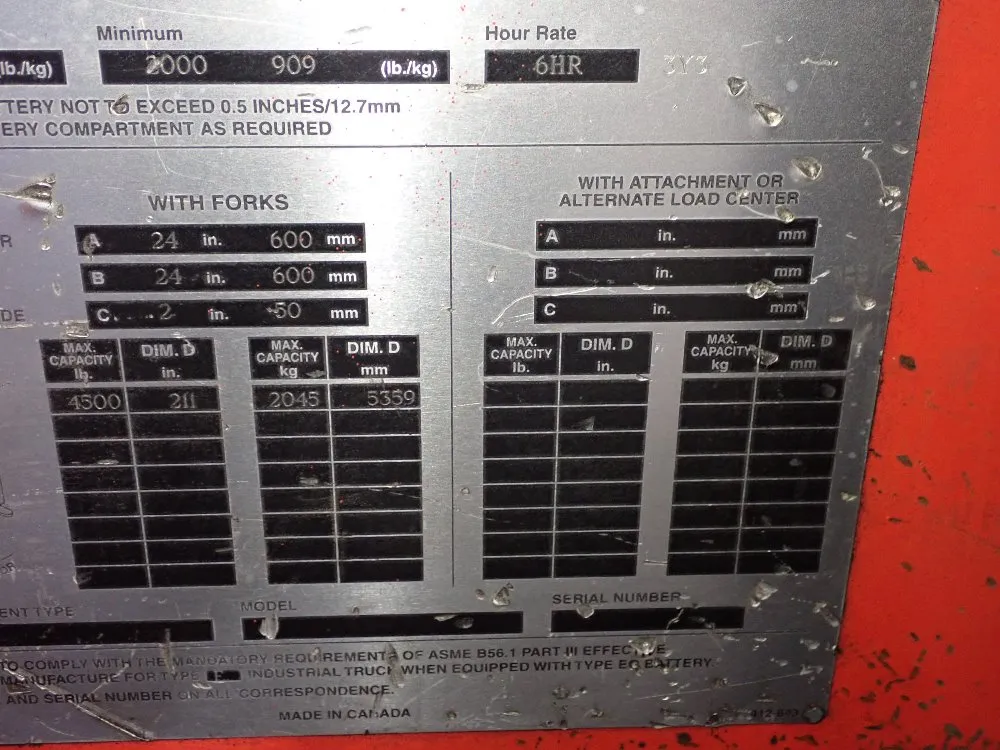 Minimum
Hour Rate
lb./kg) 2000 909 (lb./kg) 6HR 3Y3
TTERY NOT TO EXCEED 0.5 INCHES/12.7mm
ERY COMPARTMENT AS REQUIRED
WITH FORKS
WITH ATTACHMENT OR
ALTERNATE LOAD CENTER
R A 24 in. 600 mm A in. mm
B 24 in. 600 mm B in. mm
DE C 2 in. 50 mm C in. mm
MAX. CAPACITY lb. DIM. D in. MAX. CAPACITY kg DIM. D mm MAX. CAPACITY lb. DIM. D in. MAX. CAPACITY kg DIM. D mm
4500 211 2045 5359
OR
ENT TYPE MODEL SERIAL NUMBER
TO COMPLY WITH THE MANDATORY REQUIREMENTS OF ASME B56.1 PART III EFFECTIVE
MANUFACTURE FOR TYPE INDUSTRIAL TRUCK WHEN EQUIPPED WITH TYPE EO BATTERY.
AND SERIAL NUMBER ON ALL CORRESPONDENCE.
MADE IN CANADA